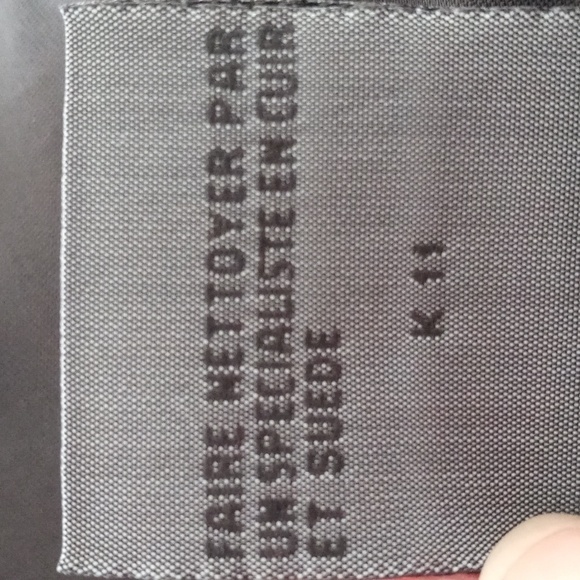 FAIRE NETTOYER PAR
UN SPECIALISTE EN CUIR
ET SUEDE
K 11